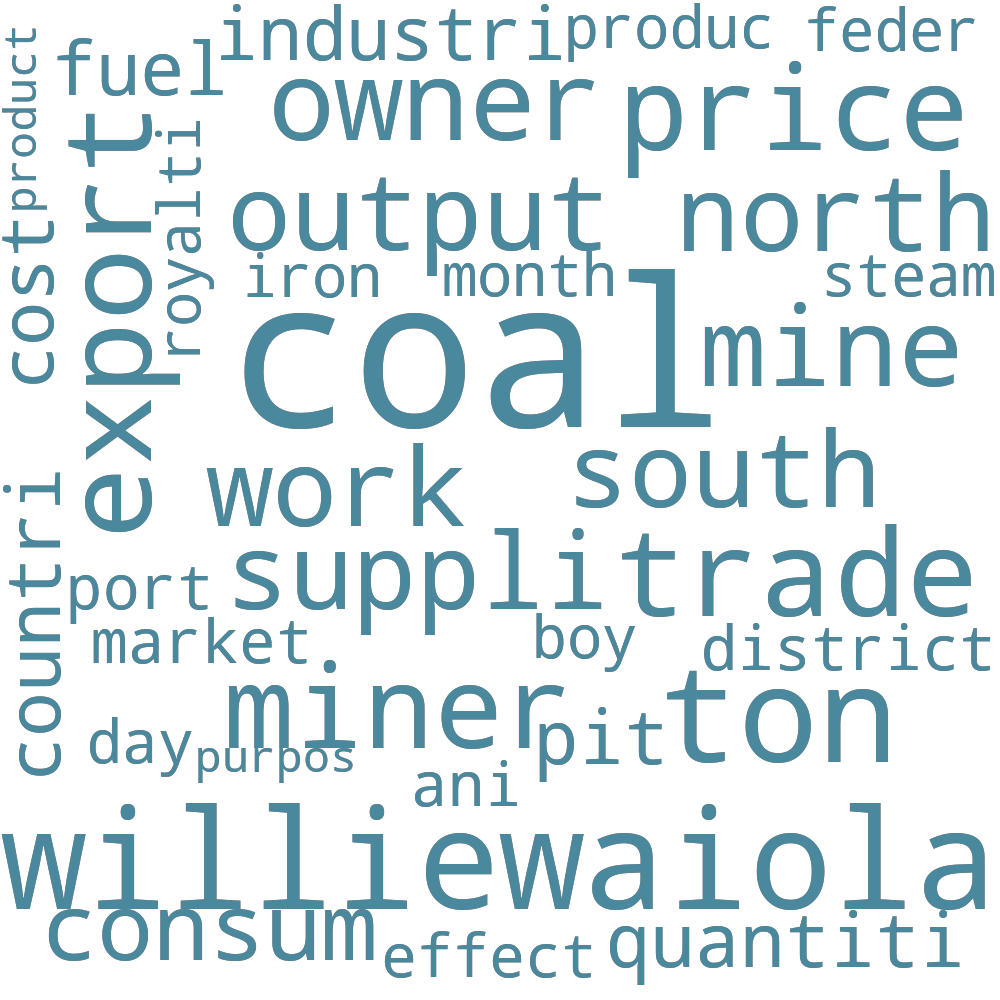 industri
produc
feder
fuel
product
owner
price
export
royalti
output
north
cost
iron
month
steam
coal
mine
work
south
countri
suppli
trade
port
market
boy
district
miner
ton
day
purpos
pit
ani
williewaiola
consum
effect
quantiti